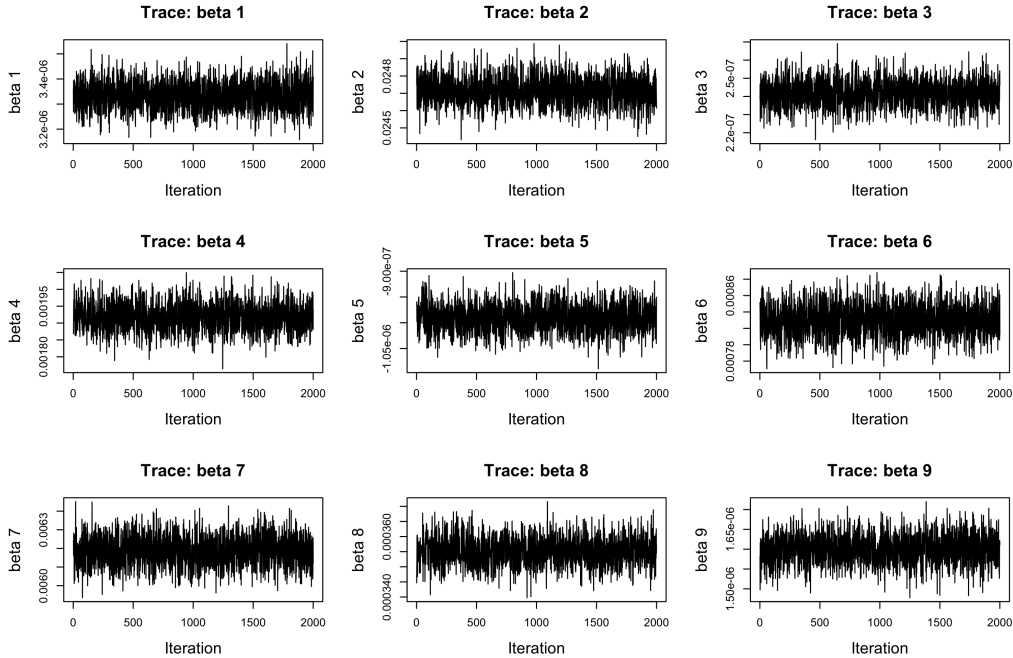 Trace: beta 1
beta 1
3.2e-06 3.4e-06
0 500 1000 1500 2000
Iteration
Trace: beta 2
beta 2
0.0245 0.0248
0 500 1000 1500 2000
Iteration
Trace: beta 3
beta 3
2.2e-07 2.5e-07
0 500 1000 1500 2000
Iteration
Trace: beta 4
beta 4
0.00180 0.00195
0 500 1000 1500 2000
Iteration
Trace: beta 5
beta 5
-1.05e-06 -9.00e-07
0 500 1000 1500 2000
Iteration
Trace: beta 6
beta 6
0.00078 0.00086
0 500 1000 1500 2000
Iteration
Trace: beta 7
beta 7
0.0060 0.0063
0 500 1000 1500 2000
Iteration
Trace: beta 8
beta 8
0.000340 0.000360
0 500 1000 1500 2000
Iteration
Trace: beta 9
beta 9
1.50e-06 1.65e-06
0 500 1000 1500 2000
Iteration